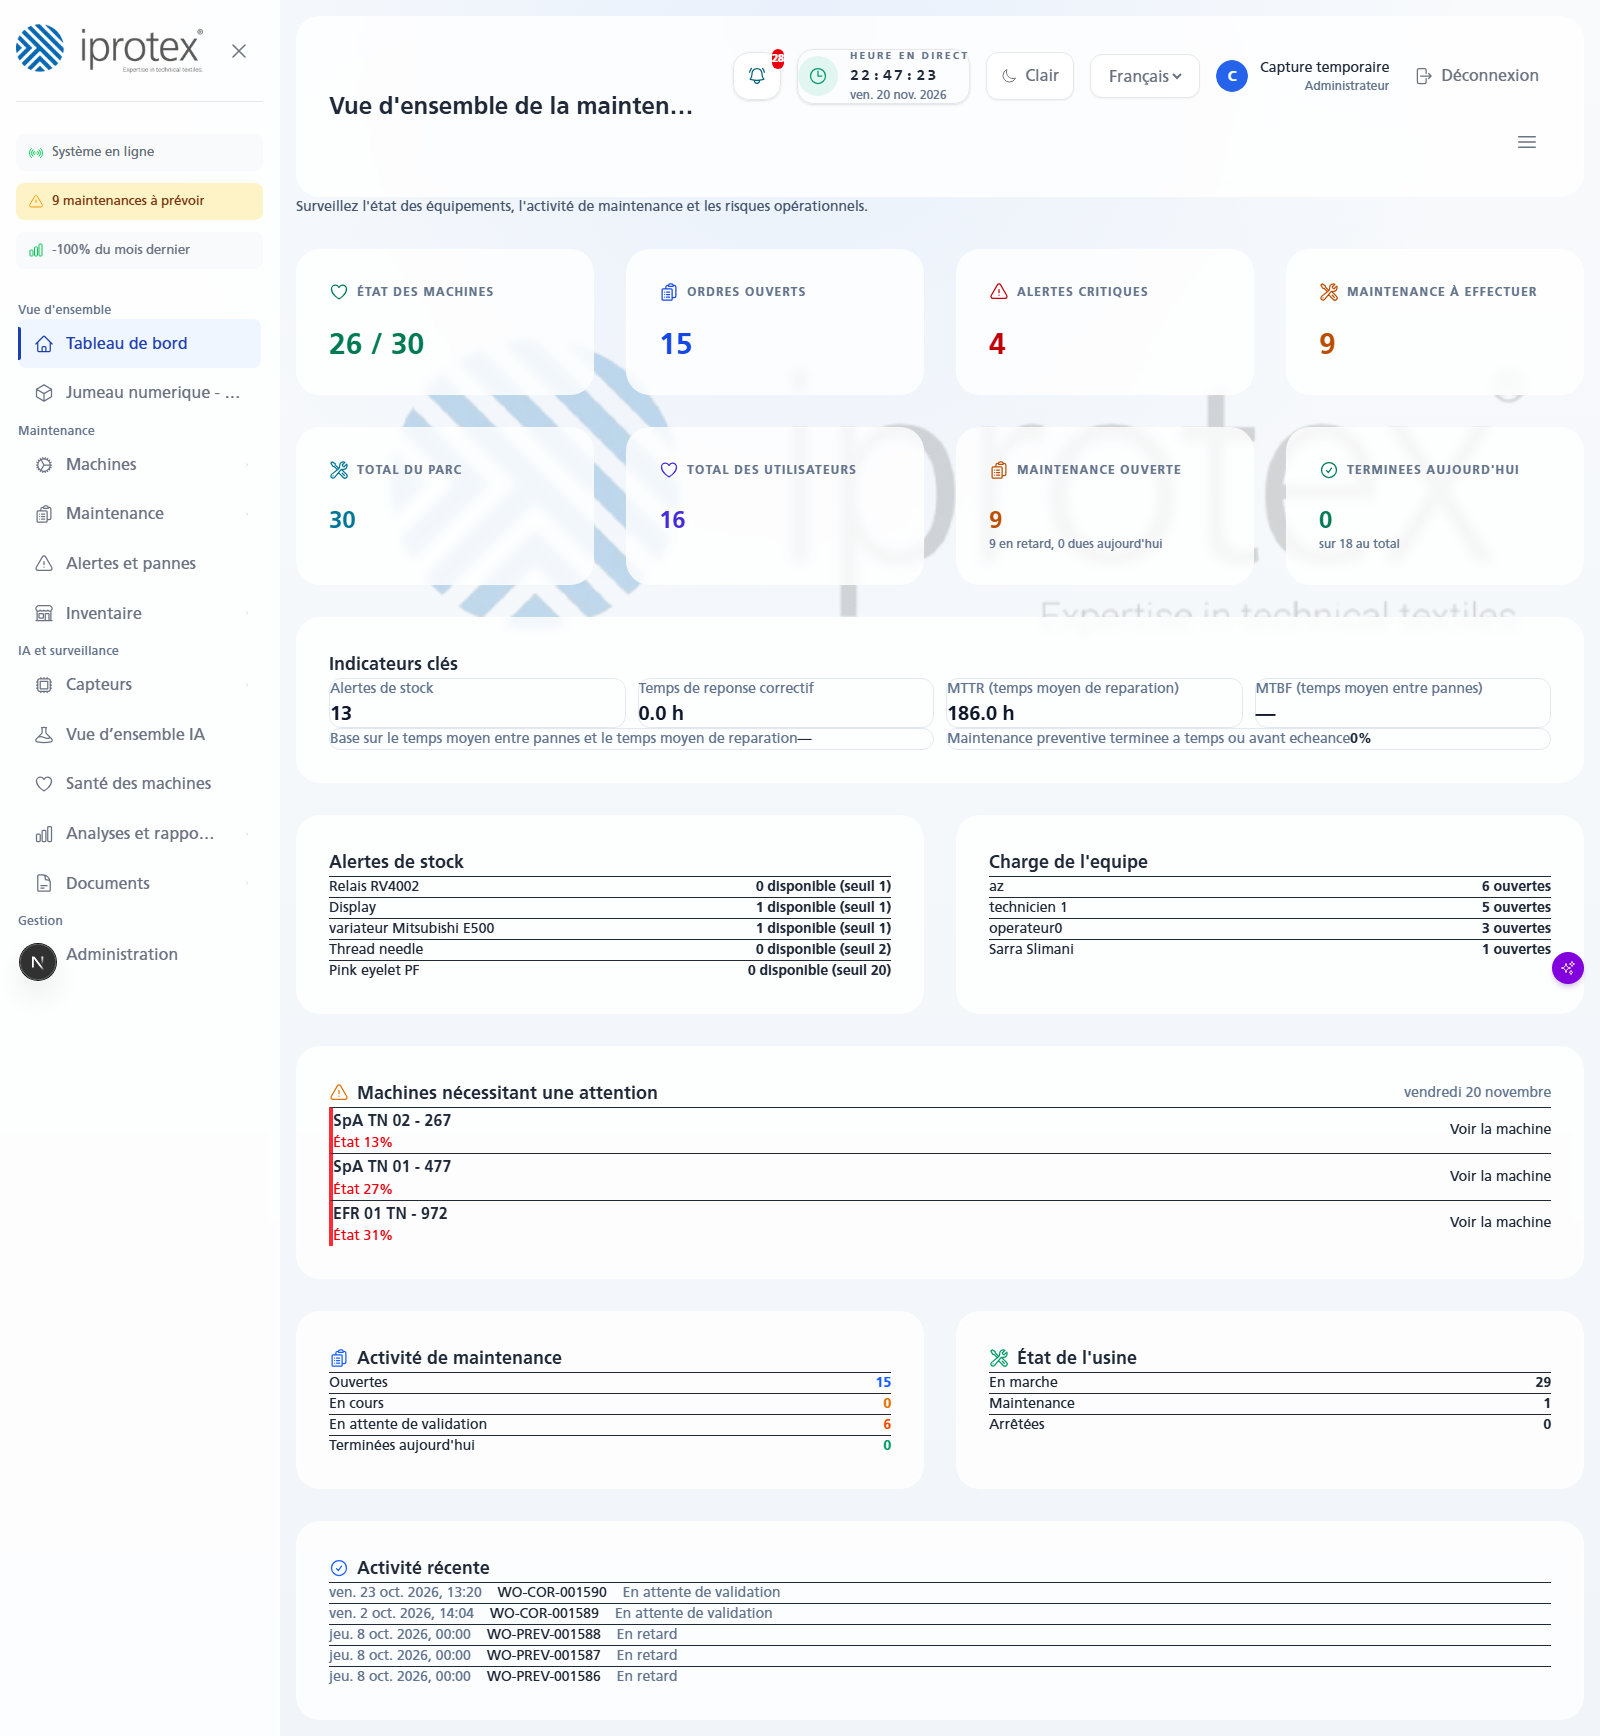 iprotex®
Expertise in technical textiles.
Système en ligne
9 maintenances à prévoir
-100% du mois dernier
Vue d'ensemble
Tableau de bord
Jumeau numerique - ...
Maintenance
Machines
Maintenance
Alertes et pannes
Inventaire
IA et surveillance
Capteurs
Vue d’ensemble IA
Santé des machines
Analyses et rappo...
Documents
Gestion
Administration
N
Vue d'ensemble de la mainten...
28
HEURE EN DIRECT
22:47:23
ven. 20 nov. 2026
Clair
Français
C
Capture temporaire
Administrateur
Déconnexion
Surveillez l'état des équipements, l'activité de maintenance et les risques opérationnels.
ÉTAT DES MACHINES
26 / 30
ORDRES OUVERTS
15
ALERTES CRITIQUES
4
MAINTENANCE À EFFECTUER
9
TOTAL DU PARC
30
TOTAL DES UTILISATEURS
16
MAINTENANCE OUVERTE
9
9 en retard, 0 dues aujourd'hui
TERMINEES AUJOURD'HUI
0
sur 18 au total
iprotex®
Expertise in technical textiles
Indicateurs clés
Alertes de stock
13
Temps de reponse correctif
0.0 h
MTTR (temps moyen de reparation)
186.0 h
MTBF (temps moyen entre pannes)
—
Base sur le temps moyen entre pannes et le temps moyen de reparation—
Maintenance preventive terminee a temps ou avant echeance0%
Alertes de stock
Relais RV4002 0 disponible (seuil 1)
Display 1 disponible (seuil 1)
variateur Mitsubishi E500 1 disponible (seuil 1)
Thread needle 0 disponible (seuil 2)
Pink eyelet PF 0 disponible (seuil 20)
Charge de l'equipe
az 6 ouvertes
technicien 1 5 ouvertes
operateur0 3 ouvertes
Sarra Slimani 1 ouvertes
Machines nécessitant une attention vendredi 20 novembre
SpA TN 02 - 267
État 13%
Voir la machine
SpA TN 01 - 477
État 27%
Voir la machine
EFR 01 TN - 972
État 31%
Voir la machine
Activité de maintenance
Ouvertes 15
En cours 0
En attente de validation 6
Terminées aujourd'hui 0
État de l'usine
En marche 29
Maintenance 1
Arrêtées 0
Activité récente
ven. 23 oct. 2026, 13:20 WO-COR-001590 En attente de validation
ven. 2 oct. 2026, 14:04 WO-COR-001589 En attente de validation
jeu. 8 oct. 2026, 00:00 WO-PREV-001588 En retard
jeu. 8 oct. 2026, 00:00 WO-PREV-001587 En retard
jeu. 8 oct. 2026, 00:00 WO-PREV-001586 En retard